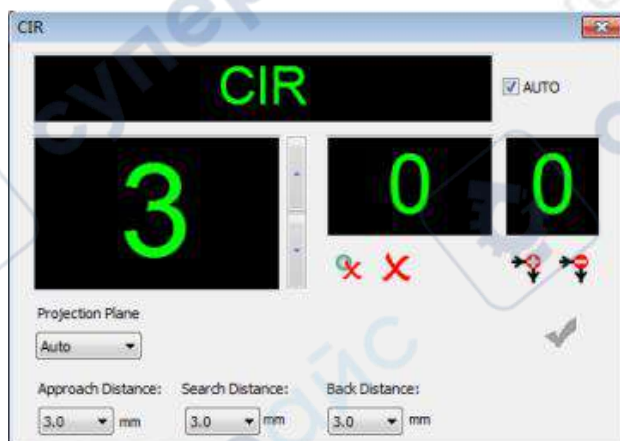 CIR
CIR
AUTO
3
0
0
Projection Plane
Auto
Approach Distance: Search Distance: Back Distance:
3.0 mm 3.0 mm 3.0 mm